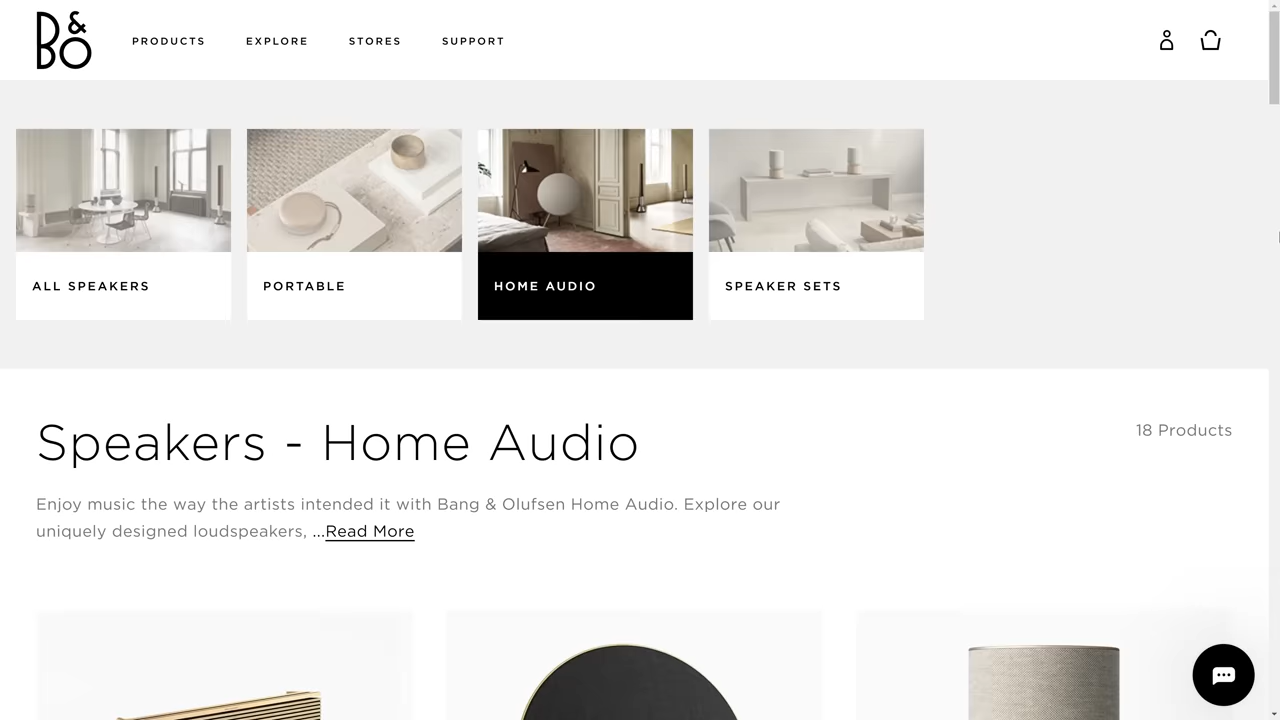 B&O
PRODUCTS
EXPLORE
STORES
SUPPORT
ALL SPEAKERS
PORTABLE
HOME AUDIO
SPEAKER SETS
Speakers - Home Audio
18 Products
Enjoy music the way the artists intended it with Bang & Olufsen Home Audio. Explore our
uniquely designed loudspeakers, ...Read More